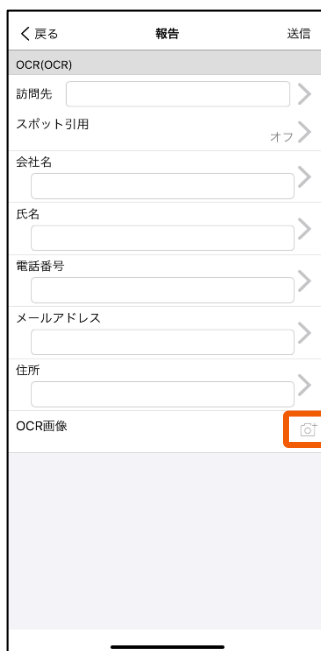 戻る 報告 送信
OCR(OCR)
訪問先
スポット引用
オフ
会社名
氏名
電話番号
メールアドレス
住所
OCR画像